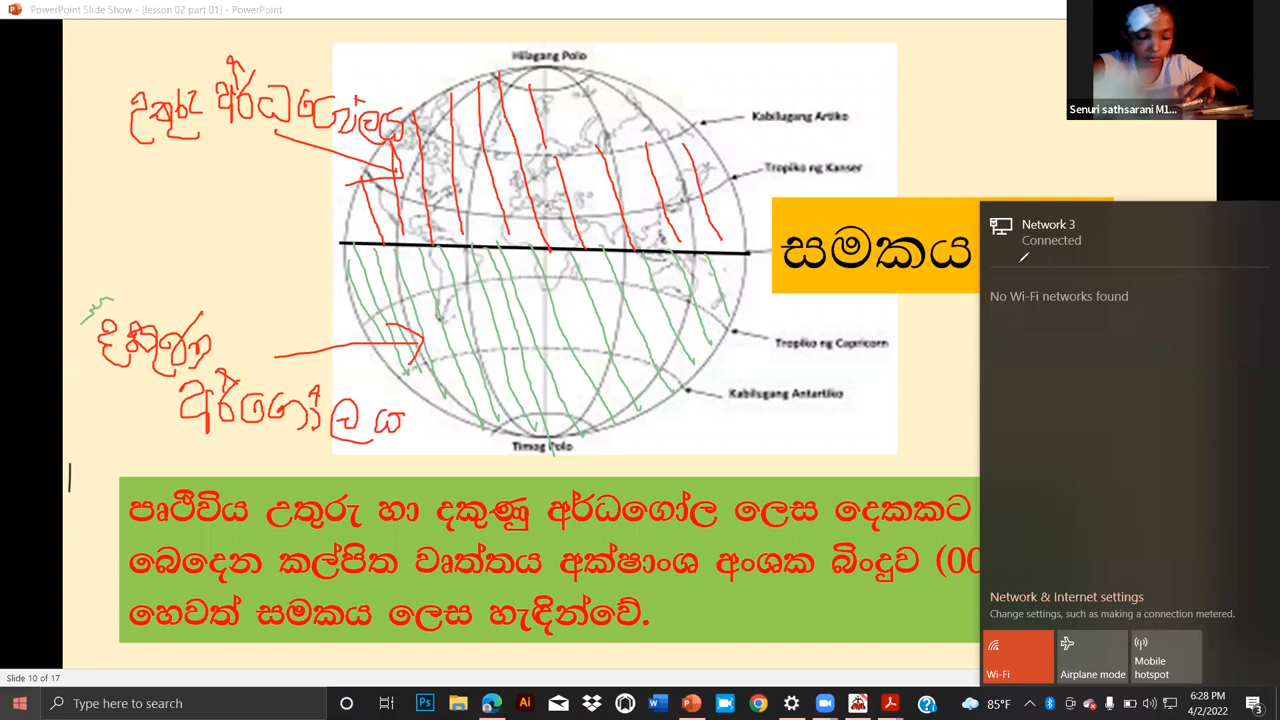 PowerPoint Slide Show - [lesson 02 part 01] - PowerPoint
Hilagang Polo
උතුරු අර්ධගෝලය
Kabilugang Artiko
Senuri sathsarani M1...
Tropiko ng Kanser
සමකය
Network 3
Connected
No Wi-Fi networks found
දකුණු
අර්ගෝලය
Tropiko ng Capricorn
Kabilugang Antartiko
Timog Polo
පෘථිවිය උතුරු හා දකුණු අර්ධගෝල ලෙස දෙකකට
බෙදෙන කල්පිත වෘත්තය අක්ෂාංශ අංශක බිංදුව (00
හෙවත් සමකය ලෙස හැඳින්වේ.
Network & Internet settings
Change settings, such as making a connection metered.
Wi-Fi
Airplane mode
Mobile
hotspot
Slide 10 of 17
Type here to search
85°F
6:28 PM
4/2/2022
3